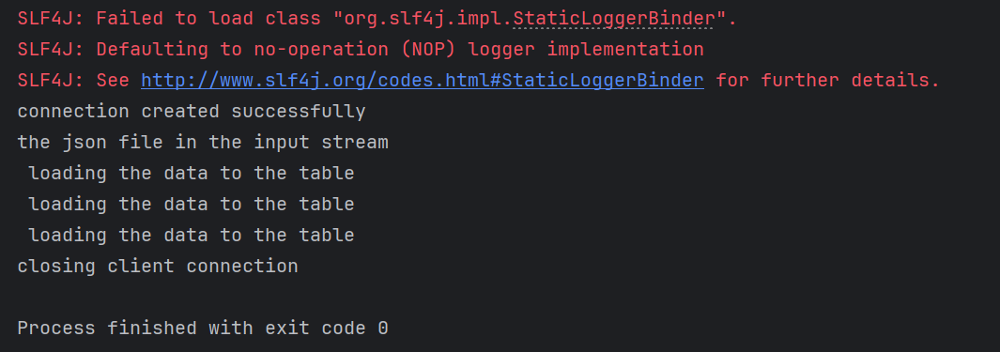 SLF4J: Failed to load class "org.slf4j.impl.StaticLoggerBinder".
SLF4J: Defaulting to no-operation (NOP) logger implementation
SLF4J: See http://www.slf4j.org/codes.html#StaticLoggerBinder for further details.
connection created successfully
the json file in the input stream
 loading the data to the table
 loading the data to the table
 loading the data to the table
closing client connection

Process finished with exit code 0